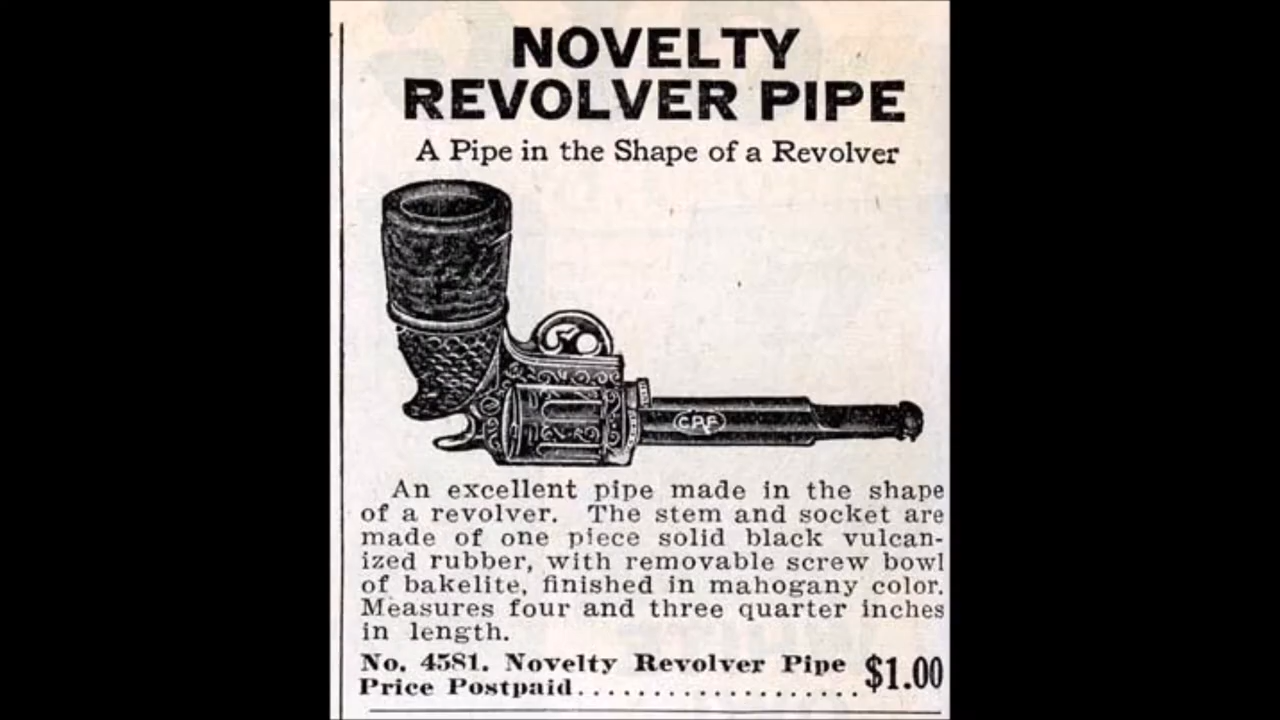 NOVELTY
REVOLVER PIPE
A Pipe in the Shape of a Revolver
C.P.F.
An excellent pipe made in the shape
of a revolver. The stem and socket are
made of one piece solid black vulcan-
ized rubber, with removable screw bowl
of bakelite, finished in mahogany color.
Measures four and three quarter inches
in length.
No. 4581. Novelty Revolver Pipe
Price Postpaid.................... $1.00